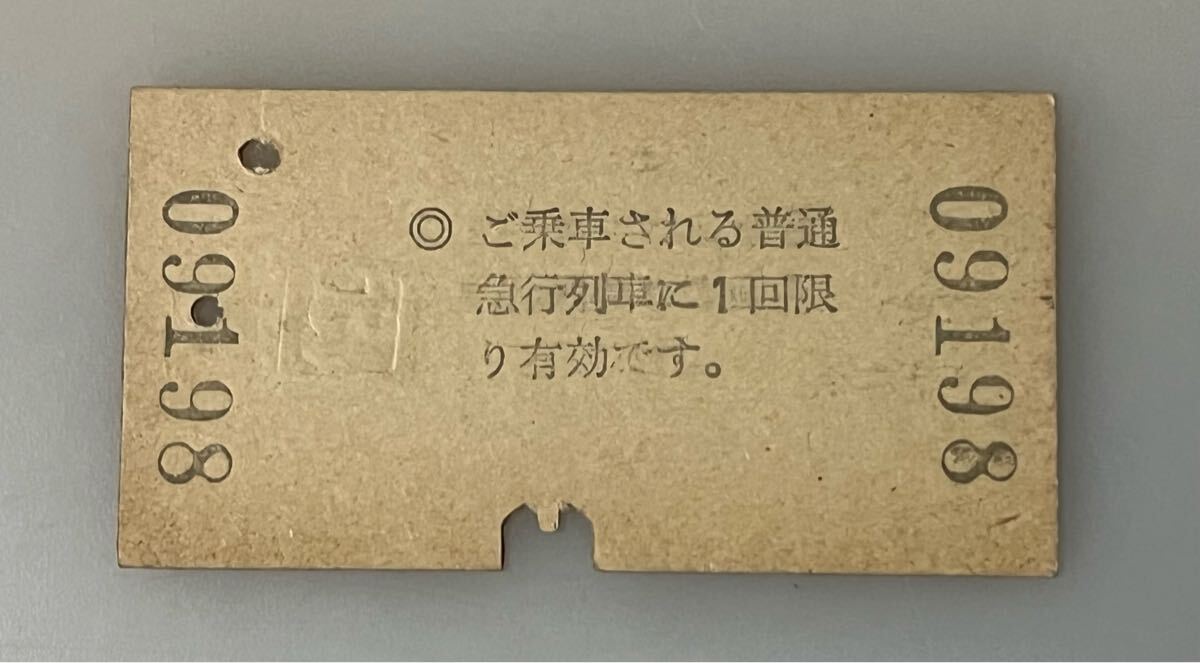 09198
◎ ご乗車される普通
急行列車に1回限
り有効です。
09198